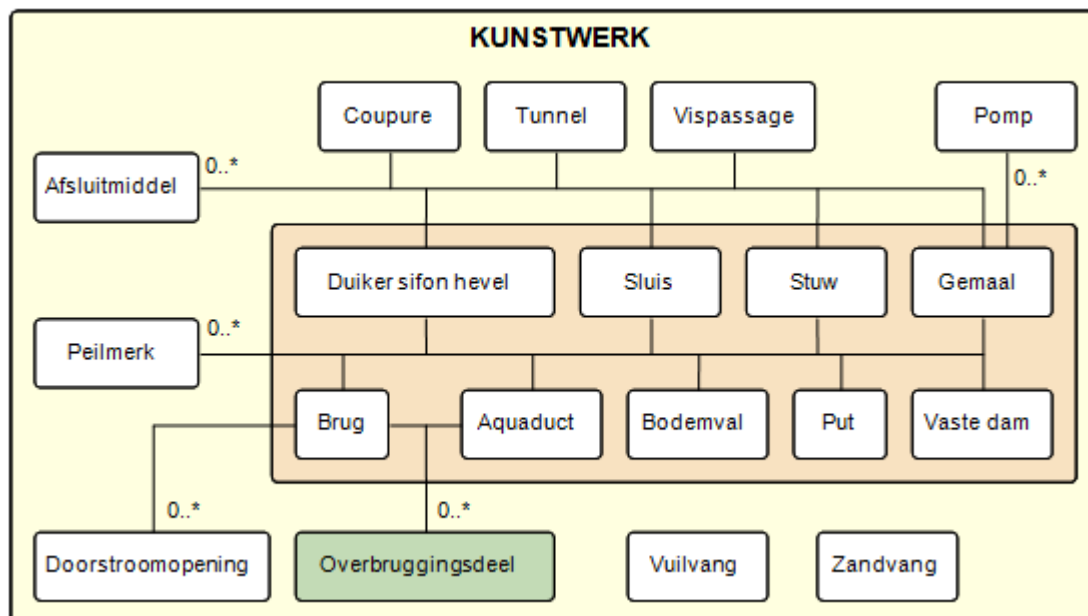 KUNSTWERK
Coupure
Tunnel
Vispassage
Pomp
Afsluitmiddel
0..*
0..*
Duiker sifon hevel
Sluis
Stuw
Gemaal
Peilmerk
0..*
Brug
Aquaduct
Bodemval
Put
Vaste dam
0..*
0..*
Doorstroomopening
Overbruggingsdeel
Vuilvang
Zandvang